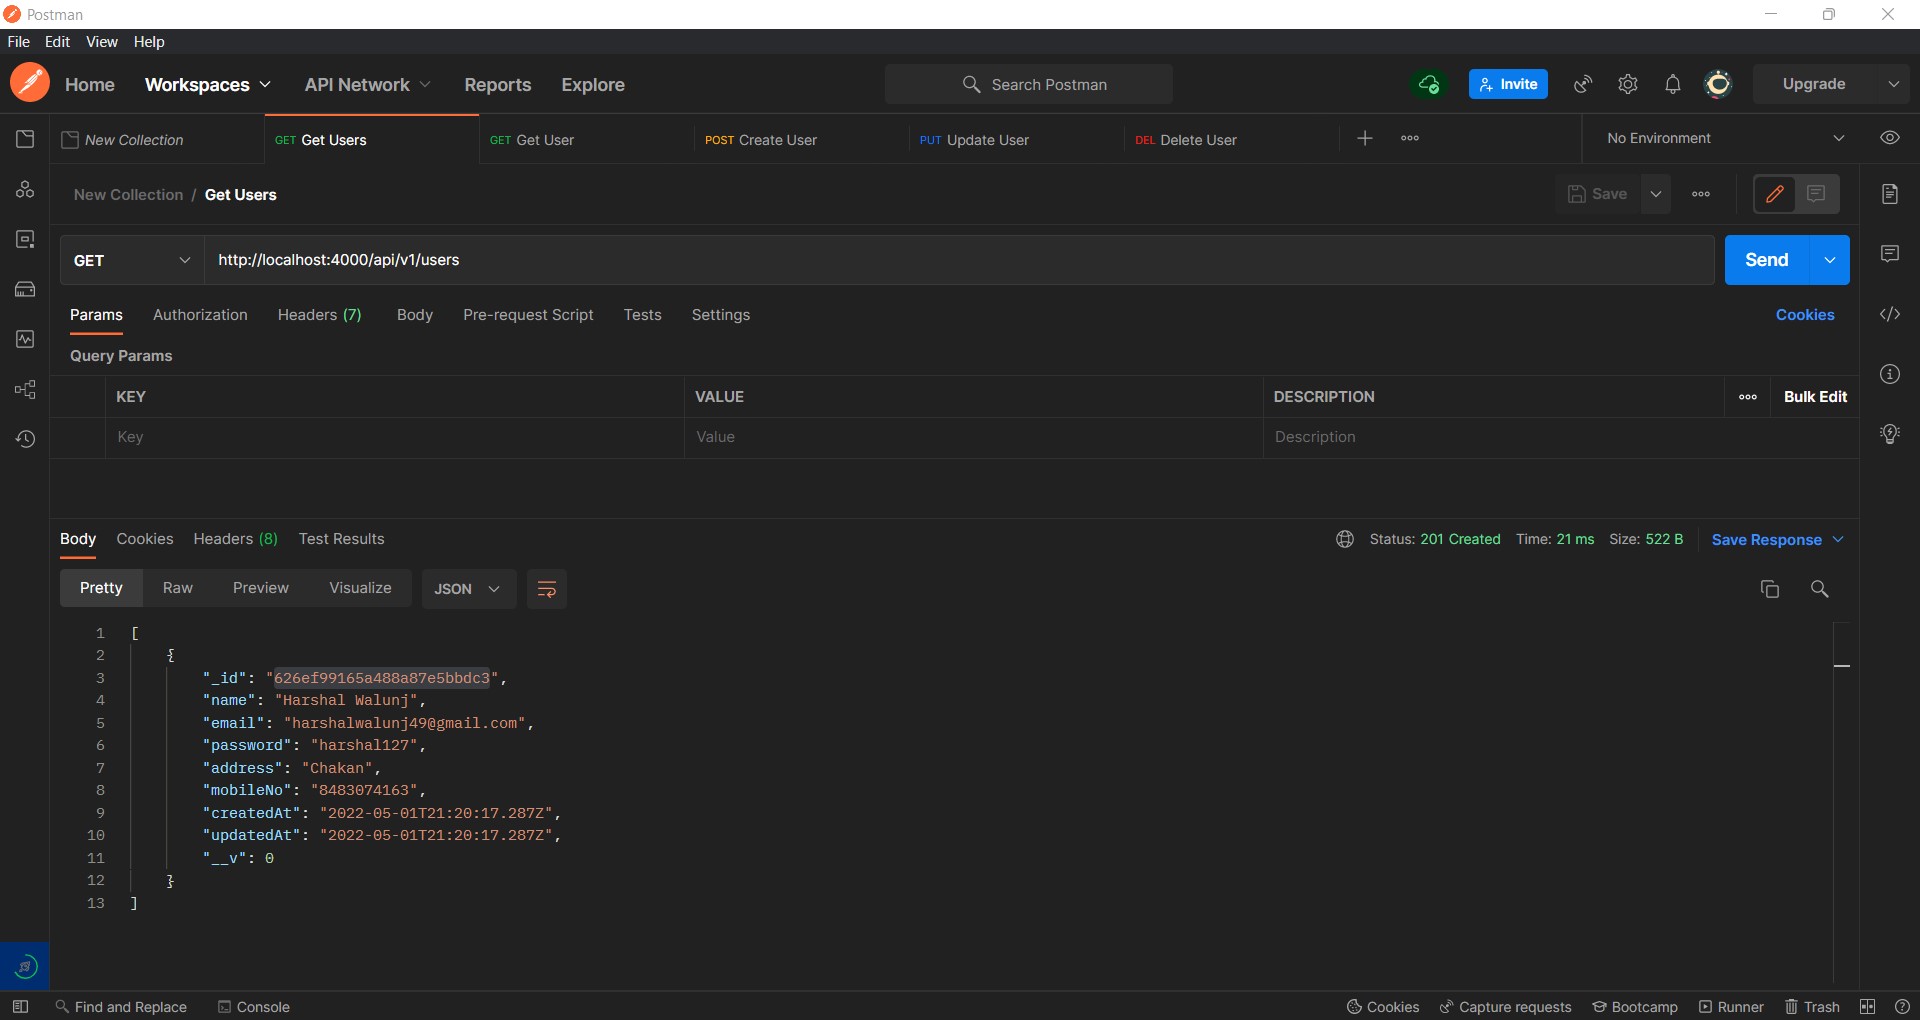 Postman
File Edit View Help
Home Workspaces API Network Reports Explore Search Postman Invite Upgrade
New Collection GET Get Users GET Get User POST Create User PUT Update User DEL Delete User No Environment
New Collection / Get Users Save
GET http://localhost:4000/api/v1/users Send
Params Authorization Headers (7) Body Pre-request Script Tests Settings Cookies
Query Params
KEY VALUE DESCRIPTION Bulk Edit
Key Value Description
Body Cookies Headers (8) Test Results Status: 201 Created Time: 21 ms Size: 522 B Save Response
Pretty Raw Preview Visualize JSON
1 [
2 {
3 "_id": "626ef99165a488a87e5bbdc3",
4 "name": "Harshal Walunj",
5 "email": "harshalwalunj49@gmail.com",
6 "password": "harshal127",
7 "address": "Chakan",
8 "mobileNo": "8483074163",
9 "createdAt": "2022-05-01T21:20:17.287Z",
10 "updatedAt": "2022-05-01T21:20:17.287Z",
11 "__v": 0
12 }
13 ]
Find and Replace Console Cookies Capture requests Bootcamp Runner Trash